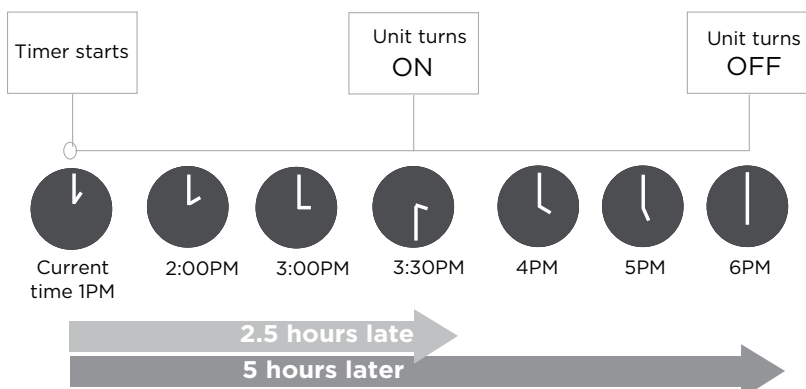 Timer starts
Unit turns
ON
Unit turns
OFF
Current
time 1PM
2:00PM
3:00PM
3:30PM
4PM
5PM
6PM
2.5 hours late
5 hours later